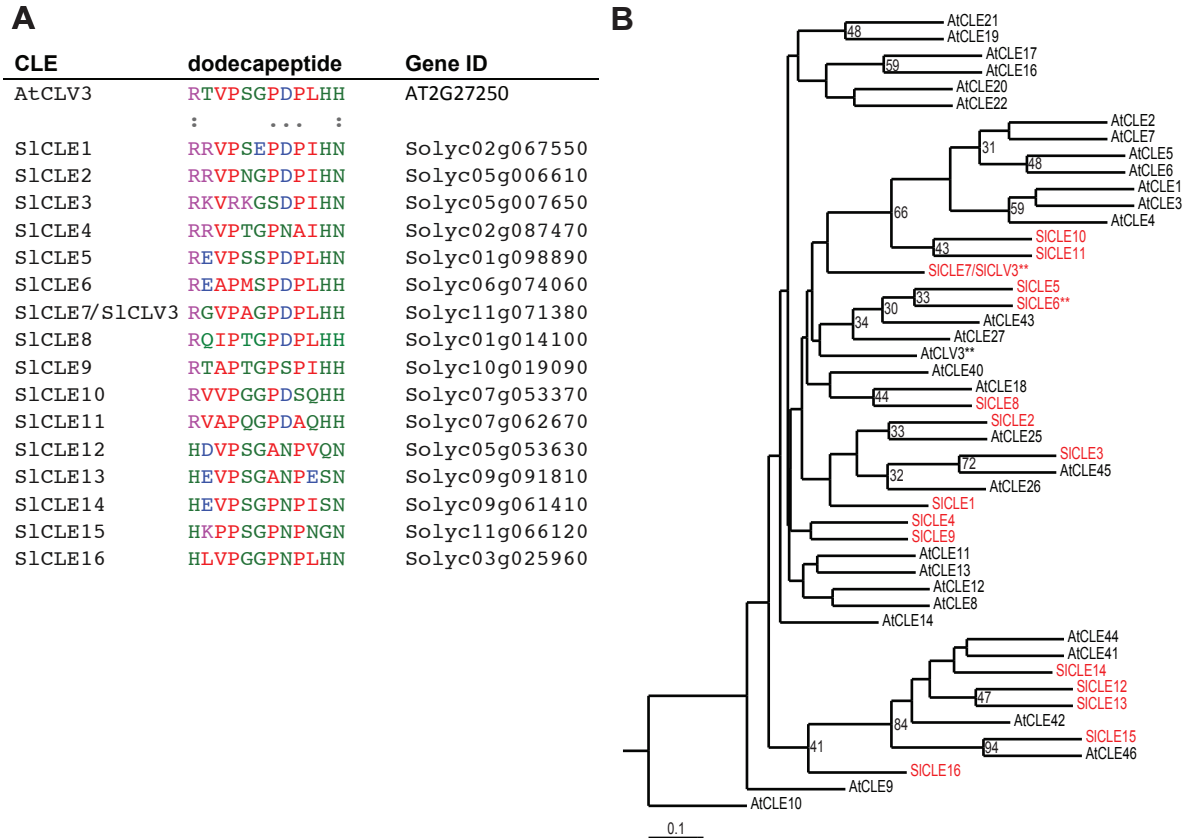 A
CLE dodecapeptide Gene ID
AtCLV3 RTVPSGPDPLHH AT2G27250
: ... :
SlCLE1 RRVPSEPDPIHN Solyc02g067550
SlCLE2 RRVPNGPDPIHN Solyc05g006610
SlCLE3 RKVRKGSDPIHN Solyc05g007650
SlCLE4 RRVPTGPNAIHN Solyc02g087470
SlCLE5 REVPSSPDPLHN Solyc01g098890
SlCLE6 REAPMSPDPLHH Solyc06g074060
SlCLE7/SlCLV3 RGVPAGPDPLHH Solyc11g071380
SlCLE8 RQIPTGPDPLHH Solyc01g014100
SlCLE9 RTAPTGPSPIHH Solyc10g019090
SlCLE10 RVVPGGPDSQHH Solyc07g053370
SlCLE11 RVAPQGPDAQHH Solyc07g062670
SlCLE12 HDVPSGANPVQN Solyc05g053630
SlCLE13 HEVPSGANPESN Solyc09g091810
SlCLE14 HEVPSGPNPISN Solyc09g061410
SlCLE15 HKPPSGPNPNGN Solyc11g066120
SlCLE16 HLVPGGPNPLHN Solyc03g025960
B
AtCLE21
48
AtCLE19
AtCLE17
59
AtCLE16
AtCLE20
AtCLE22
AtCLE2
31
AtCLE7
AtCLE5
48
AtCLE6
AtCLE1
59
AtCLE3
AtCLE4
66
SlCLE10
43
SlCLE11
SlCLE7/SlCLV3**
SlCLE5
33
SlCLE6**
30
AtCLE43
34
AtCLE27
AtCLV3**
AtCLE40
AtCLE18
44
SlCLE8
SlCLE2
33
AtCLE25
SlCLE3
72
AtCLE45
32
AtCLE26
SlCLE1
SlCLE4
SlCLE9
AtCLE11
AtCLE13
AtCLE12
AtCLE8
AtCLE14
AtCLE44
AtCLE41
SlCLE14
SlCLE12
47
SlCLE13
84
AtCLE42
SlCLE15
94
AtCLE46
41
SlCLE16
AtCLE9
AtCLE10
0.1